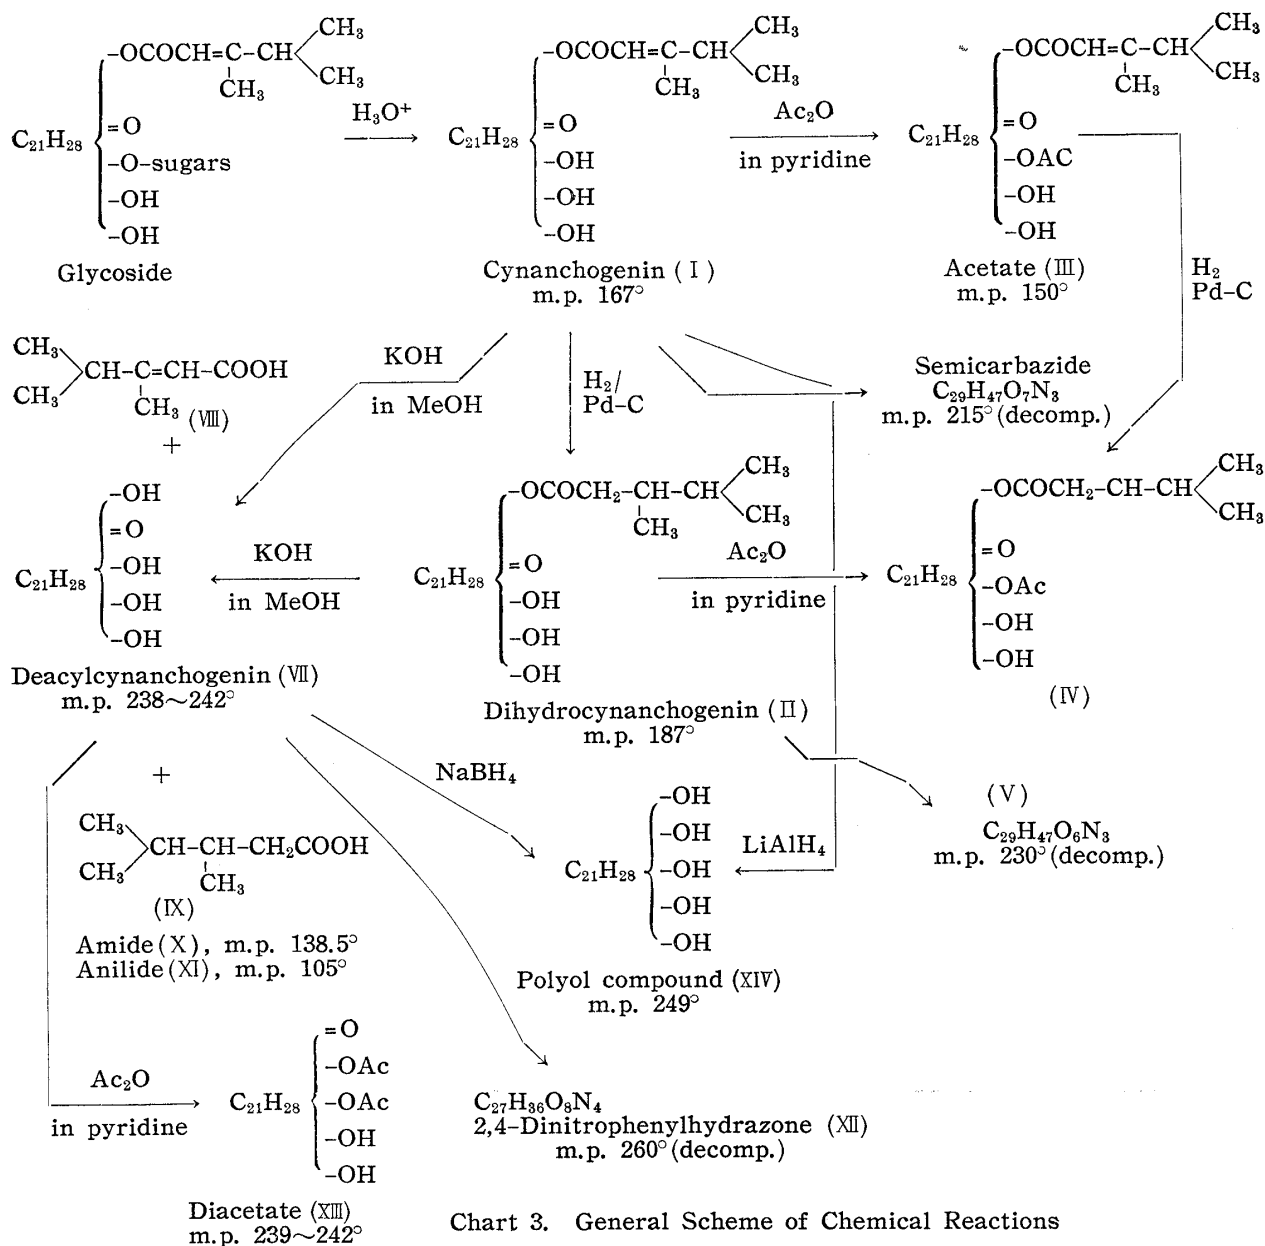 -OCOCH=C-CH
CH₃
CH₃
CH₃
C₂₁H₂₈
=O
-O-sugars
-OH
-OH
Glycoside
H₃O⁺
-OCOCH=C-CH
CH₃
CH₃
CH₃
C₂₁H₂₈
=O
-OH
-OH
-OH
Cynanchogenin (Ⅰ)
m.p. 167°
Ac₂O
in pyridine
-OCOCH=C-CH
CH₃
CH₃
CH₃
C₂₁H₂₈
=O
-OAC
-OH
-OH
Acetate (Ⅲ)
m.p. 150°
H₂
Pd-C
CH₃
CH₃
CH-C=CH-COOH
CH₃ (Ⅷ)
+
KOH
in MeOH
H₂/
Pd-C
Semicarbazide
C₂₉H₄₇O₇N₃
m.p. 215° (decomp.)
-OH
=O
C₂₁H₂₈
-OH
-OH
-OH
Deacylcynanchogenin (Ⅶ)
m.p. 238~242°
KOH
in MeOH
-OCOCH₂-CH-CH
CH₃
CH₃
CH₃
C₂₁H₂₈
=O
-OH
-OH
-OH
Dihydrocynanchogenin (Ⅱ)
m.p. 187°
Ac₂O
in pyridine
-OCOCH₂-CH-CH
CH₃
CH₃
C₂₁H₂₈
=O
-OAc
-OH
-OH
(Ⅳ)
+
CH₃
CH₃
CH-CH-CH₂COOH
CH₃
(Ⅸ)
Amide (Ⅹ), m.p. 138.5°
Anilide (Ⅺ), m.p. 105°
NaBH₄
-OH
-OH
C₂₁H₂₈
-OH
-OH
-OH
Polyol compound (XIV)
m.p. 249°
LiAlH₄
(Ⅴ)
C₂₉H₄₇O₆N₃
m.p. 230° (decomp.)
Ac₂O
in pyridine
=O
-OAc
C₂₁H₂₈
-OAc
-OH
-OH
Diacetate (XIII)
m.p. 239~242°
C₂₇H₃₆O₈N₄
2,4-Dinitrophenylhydrazone (Ⅻ)
m.p. 260° (decomp.)
Chart 3. General Scheme of Chemical Reactions